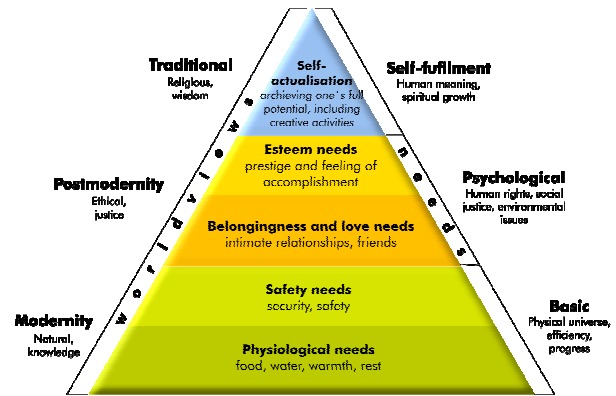 Traditional
Religious,
wisdom
Self-fufilment
Human meaning,
spiritual growth
Self-
actualisation
archieving one´s full
potential, including
creative activities
Esteem needs
prestige and feeling of
accomplishment
Postmodernity
Ethical,
justice
Psychological
Human rights, social
justice, environmental
issues
Belongingness and love needs
intimate relationships, friends
Safety needs
security, safety
Modernity
Natural,
knowledge
Basic
Physical universe,
efficiency,
progress
Physiological needs
food, water, warmth, rest
worldviews
needs